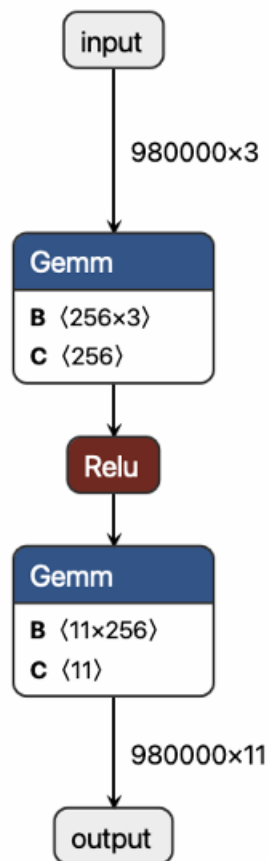 input
980000×3
Gemm
B ⟨256×3⟩
C ⟨256⟩
Relu
Gemm
B ⟨11×256⟩
C ⟨11⟩
980000×11
output